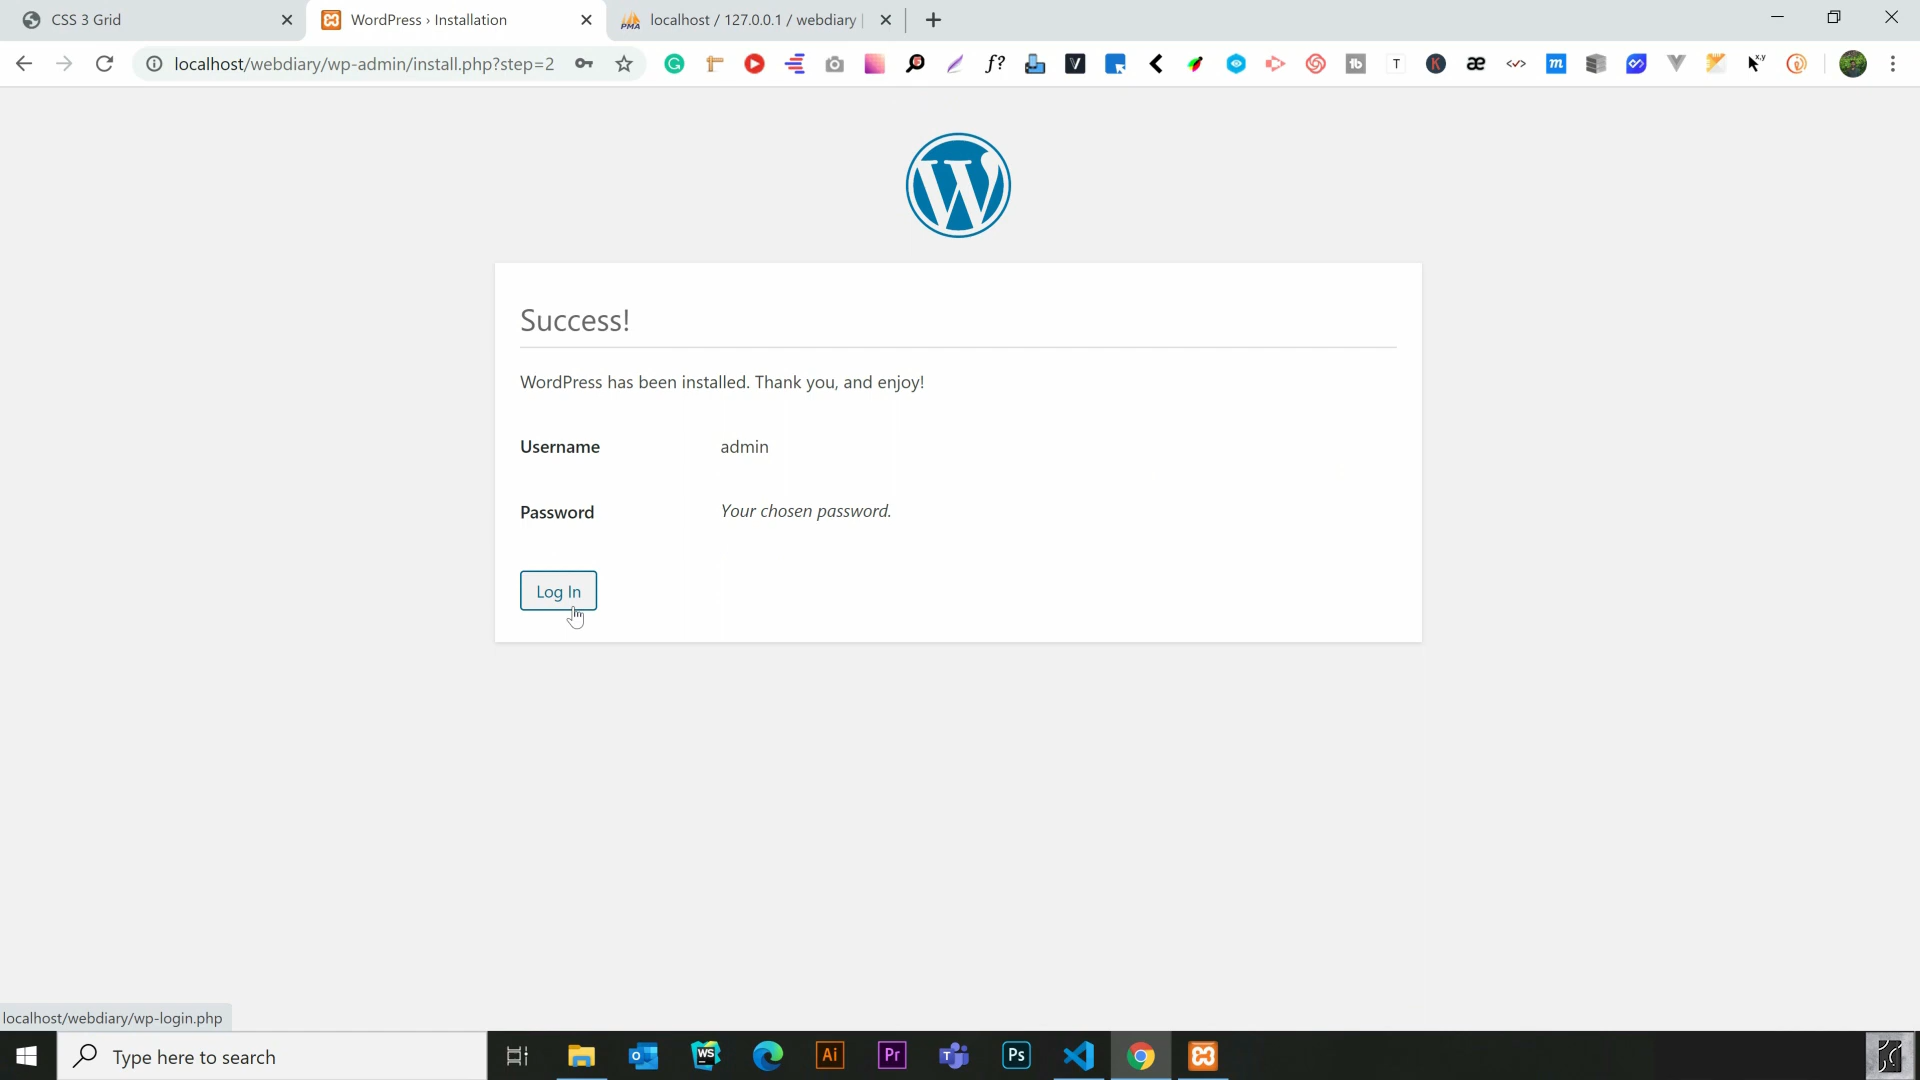 CSS 3 Grid
WordPress › Installation
localhost / 127.0.0.1 / webdiary |
localhost/webdiary/wp-admin/install.php?step=2
Success!
WordPress has been installed. Thank you, and enjoy!
Username admin
Password Your chosen password.
Log In
localhost/webdiary/wp-login.php
Type here to search